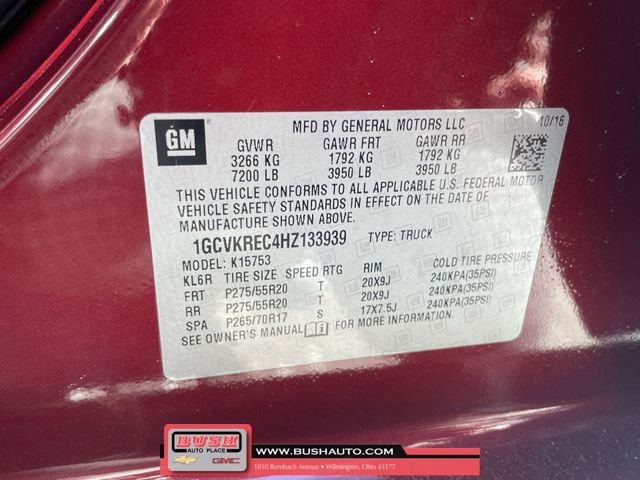 GM
MFD BY GENERAL MOTORS LLC 10/16
GVWR GAWR FRT GAWR RR
3266 KG 1792 KG 1792 KG
7200 LB 3950 LB 3950 LB
THIS VEHICLE CONFORMS TO ALL APPLICABLE U.S. FEDERAL MOTOR
VEHICLE SAFETY STANDARDS IN EFFECT ON THE DATE OF
MANUFACTURE SHOWN ABOVE.
1GCVKREC4HZ133939 TYPE: TRUCK
MODEL: K15753
KL6R TIRE SIZE SPEED RTG RIM COLD TIRE PRESSURE
FRT P275/55R20 T 20X9J 240KPA(35PSI)
RR P275/55R20 T 20X9J 240KPA(35PSI)
SPA P265/70R17 S 17X7.5J 240KPA(35PSI)
SEE OWNER'S MANUAL FOR MORE INFORMATION.
BUSH
AUTO PLACE
GMC
WWW.BUSHAUTO.COM
1850 Rombach Avenue • Wilmington, Ohio 45177